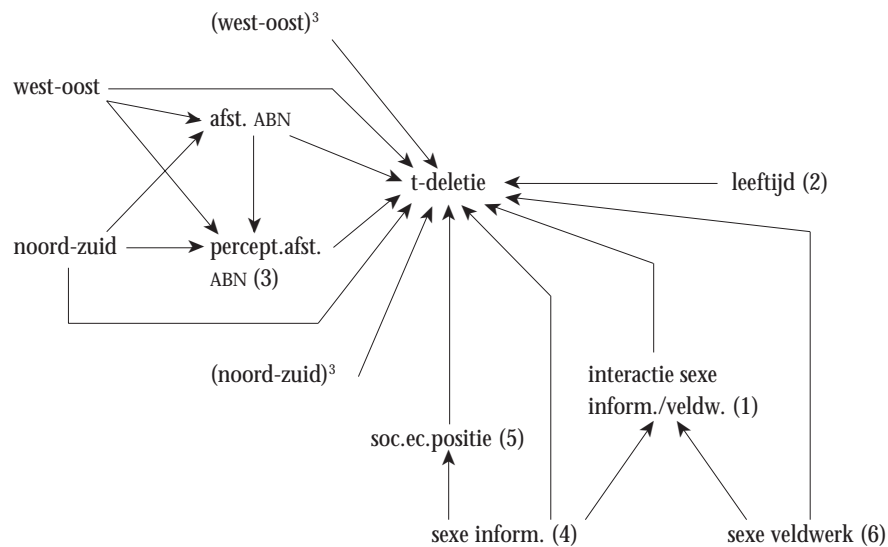 (west-oost)³
west-oost
afst. ABN
t-deletie
leeftijd (2)
noord-zuid
percept.afst.
ABN (3)
(noord-zuid)³
interactie sexe
inform./veldw. (1)
soc.ec.positie (5)
sexe inform. (4)
sexe veldwerk (6)